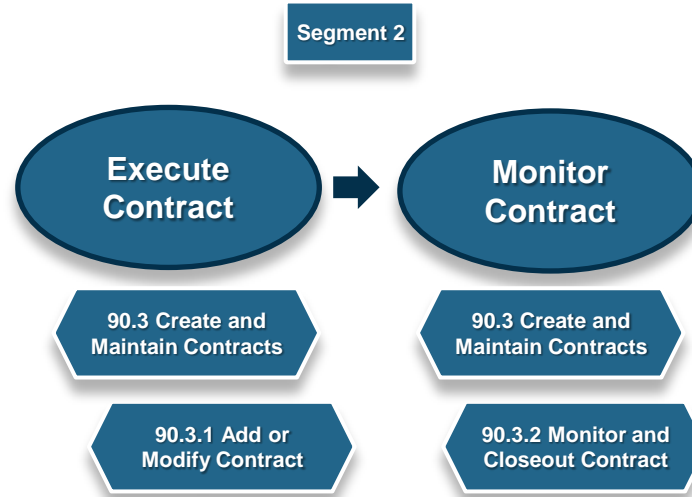 Segment 2
Execute
Contract
Monitor
Contract
90.3 Create and
Maintain Contracts
90.3 Create and
Maintain Contracts
90.3.1 Add or
Modify Contract
90.3.2 Monitor and
Closeout Contract